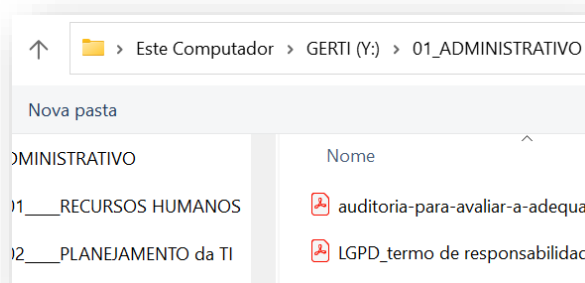 Este Computador > GERTI (Y:) > 01_ADMINISTRATIVO
Nova pasta
DMINISTRATIVO
Nome
01____RECURSOS HUMANOS
auditoria-para-avaliar-a-adequa
02____PLANEJAMENTO da TI
LGPD_termo de responsabilidad